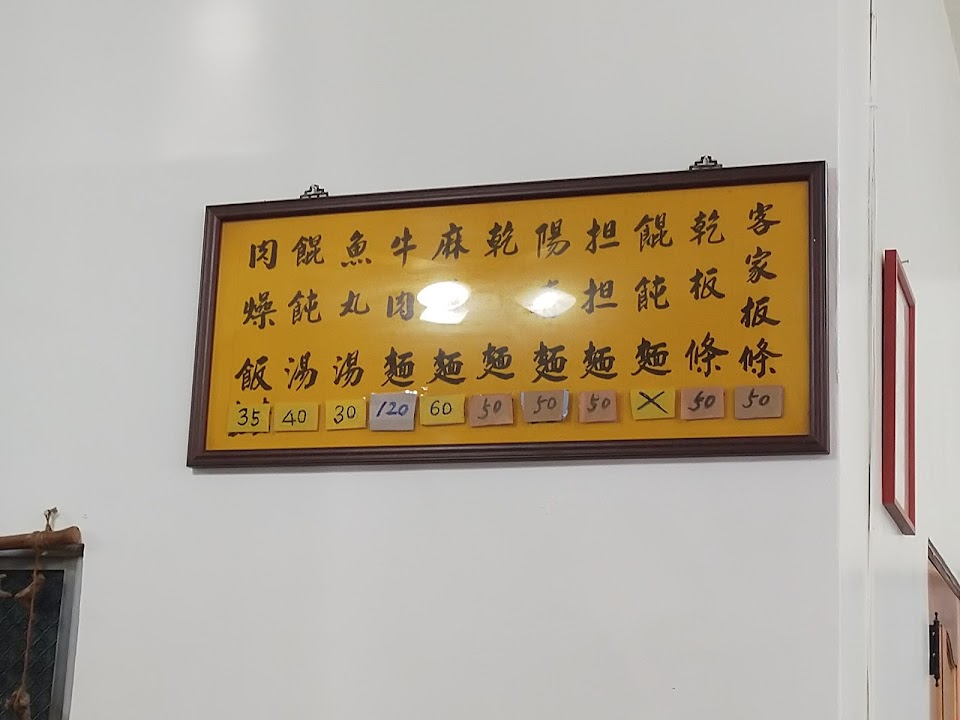 客家板條 50
乾板條 50
餛飩麵 X
担担麵 50
陽 麵 50
乾麵 50
麻 麵 60
牛肉麵 120
魚丸湯 30
餛飩湯 40
肉燥飯 35